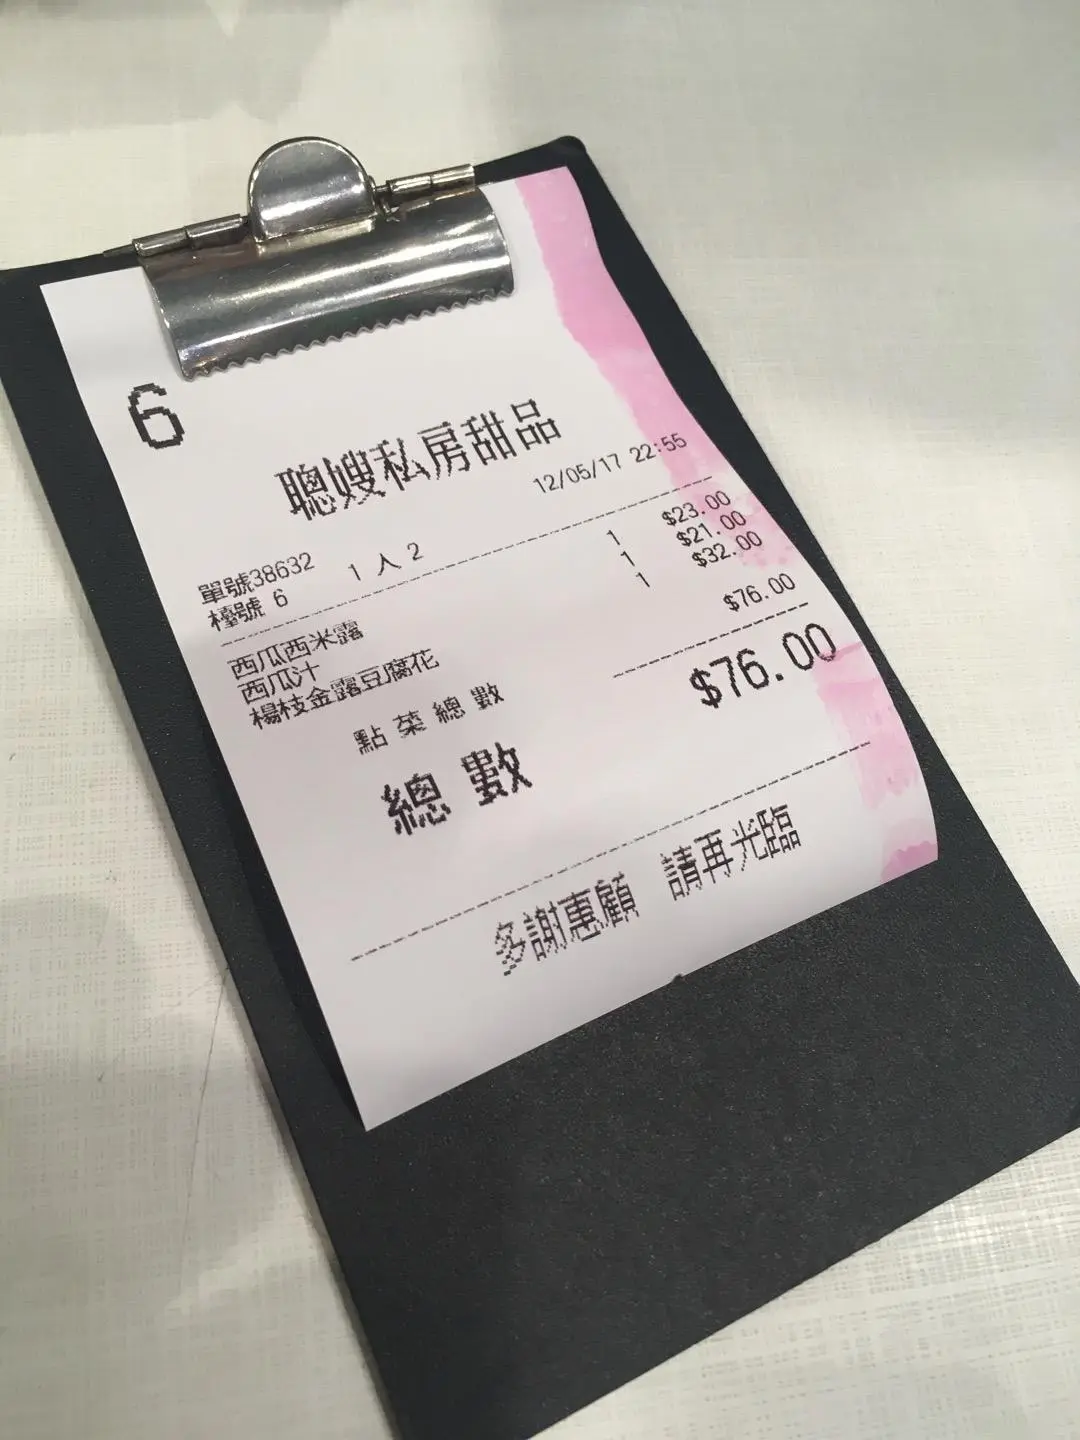 6
聰嫂私房甜品
12/05/17 22:55
單號38632 1 人 2
檯號 6
西瓜西米露 1 $23.00
西瓜汁 1 $21.00
楊枝金露豆腐花 1 $32.00
點菜總數 $76.00
總數 $76.00
多謝惠顧 請再光臨